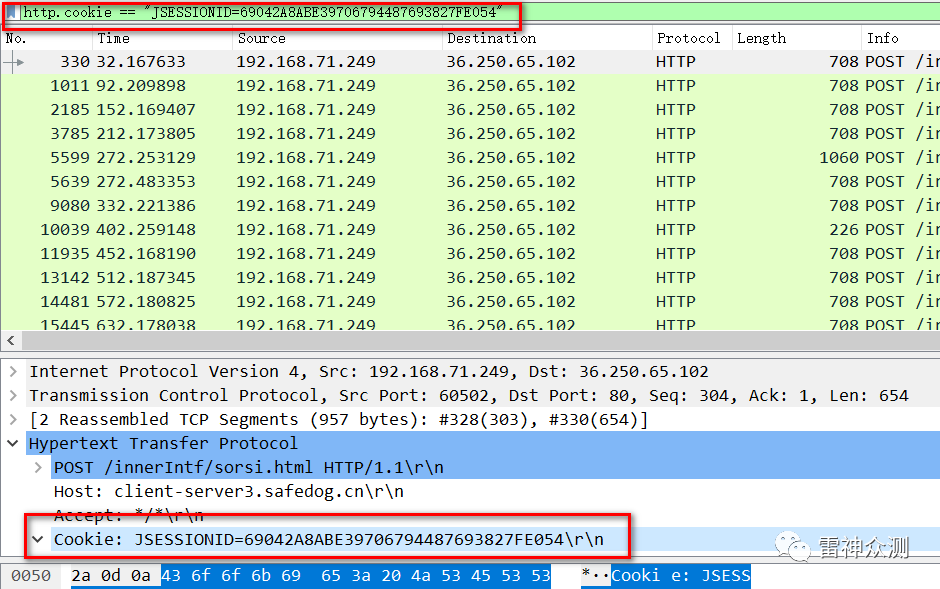 http.cookie == "JSESSIONID=69042A8ABE39706794487693827FE054"
No. Time Source Destination Protocol Length Info
330 32.167633 192.168.71.249 36.250.65.102 HTTP 708 POST /in
1011 92.209898 192.168.71.249 36.250.65.102 HTTP 708 POST /in
2185 152.169407 192.168.71.249 36.250.65.102 HTTP 708 POST /in
3785 212.173805 192.168.71.249 36.250.65.102 HTTP 708 POST /in
5599 272.253129 192.168.71.249 36.250.65.102 HTTP 1060 POST /in
5639 272.483353 192.168.71.249 36.250.65.102 HTTP 708 POST /in
9080 332.221386 192.168.71.249 36.250.65.102 HTTP 708 POST /in
10039 402.259148 192.168.71.249 36.250.65.102 HTTP 226 POST /in
11935 452.168190 192.168.71.249 36.250.65.102 HTTP 708 POST /in
13142 512.187345 192.168.71.249 36.250.65.102 HTTP 708 POST /in
14481 572.180825 192.168.71.249 36.250.65.102 HTTP 708 POST /in
15445 632.178038 192.168.71.249 36.250.65.102 HTTP 708 POST /in
Internet Protocol Version 4, Src: 192.168.71.249, Dst: 36.250.65.102
Transmission Control Protocol, Src Port: 60502, Dst Port: 80, Seq: 304, Ack: 1, Len: 654
[2 Reassembled TCP Segments (957 bytes): #328(303), #330(654)]
Hypertext Transfer Protocol
POST /innerIntf/sorsi.html HTTP/1.1\r\n
Host: client-server3.safedog.cn\r\n
Accept: */*\r\n
Cookie: JSESSIONID=69042A8ABE39706794487693827FE054\r\n
雷神众测
0050 2a 0d 0a 43 6f 6f 6b 69 65 3a 20 4a 53 45 53 53 *··Cooki e: JSESS